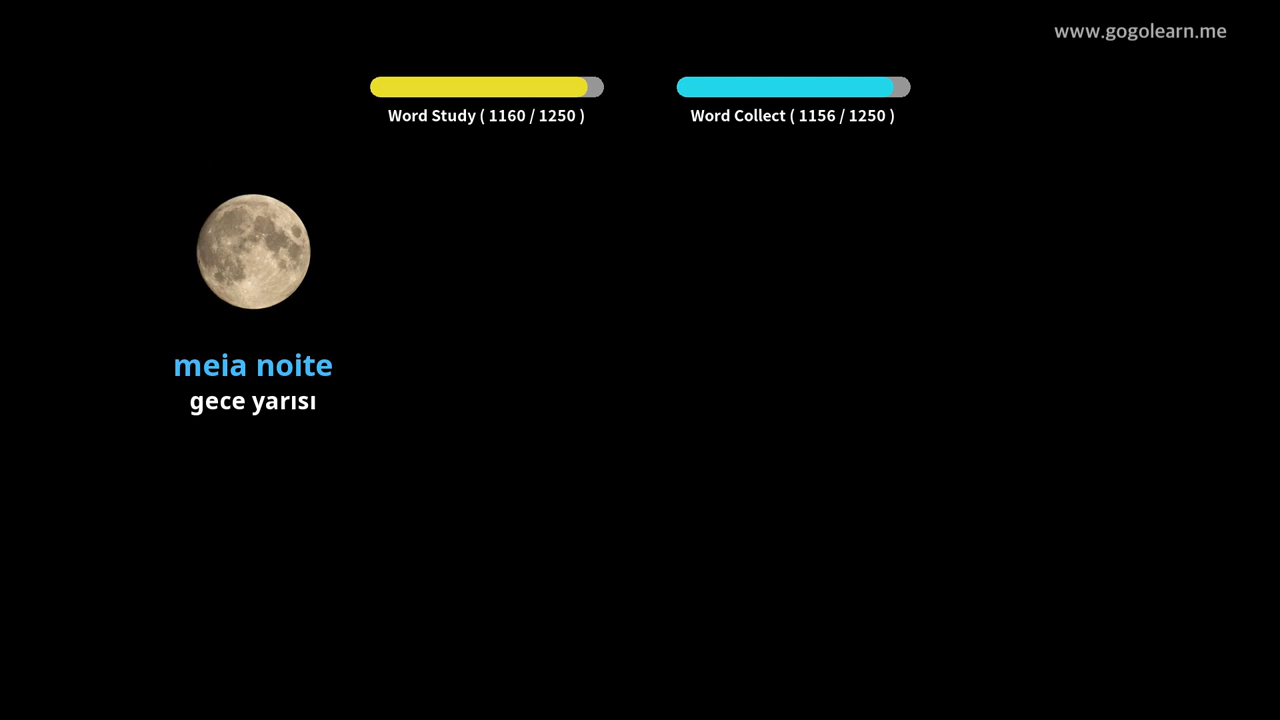 www.gogolearn.me
Word Study ( 1160 / 1250 )
Word Collect ( 1156 / 1250 )
meia noite
gece yarısı